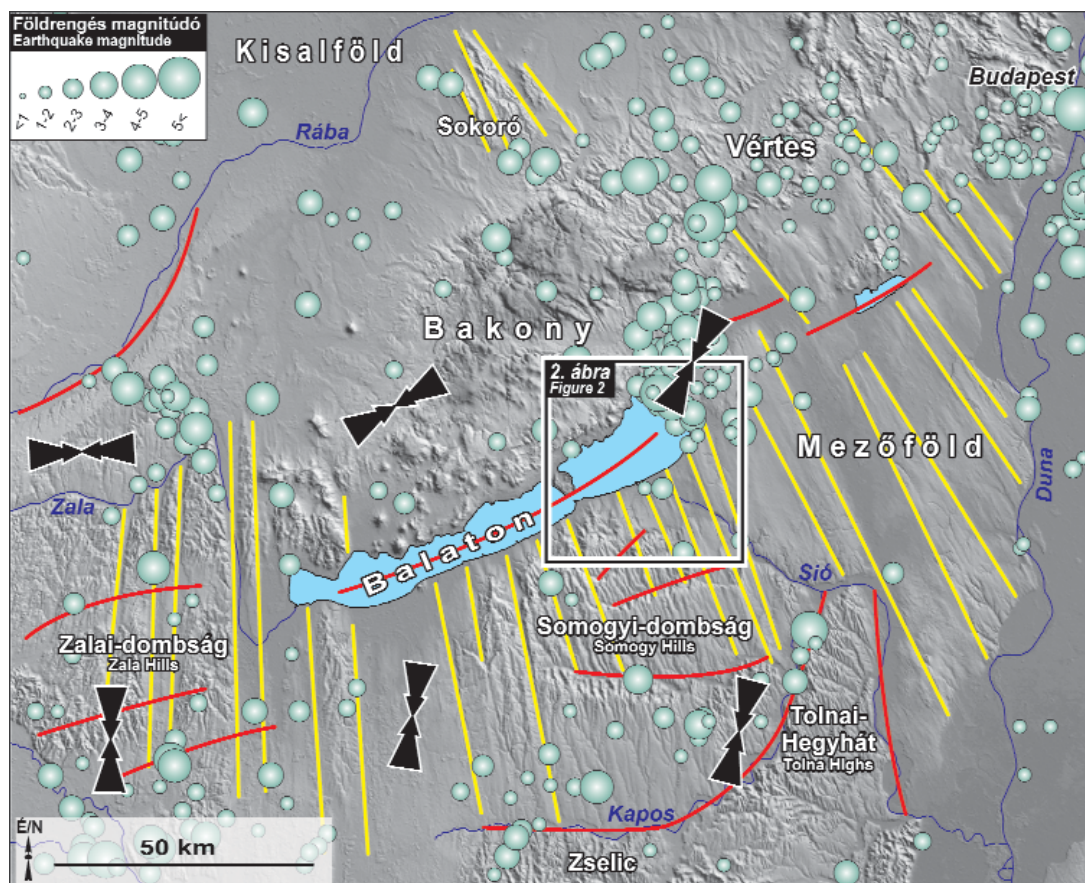 Földrengés magnitúdó
Earthquake magnitude
<1
1-2
2-3
3-4
4-5
5<
Kisalföld
Budapest
Rába
Sokoró
Vértes
Bakony
2. ábra
Figure 2
Mezőföld
Duna
Zala
Balaton
Sió
Zalai-dombság
Zala Hills
Somogyi-dombság
Somogy Hills
Tolnai-
Hegyhát
Tolna Highs
Kapos
É/N
50 km
Zselic